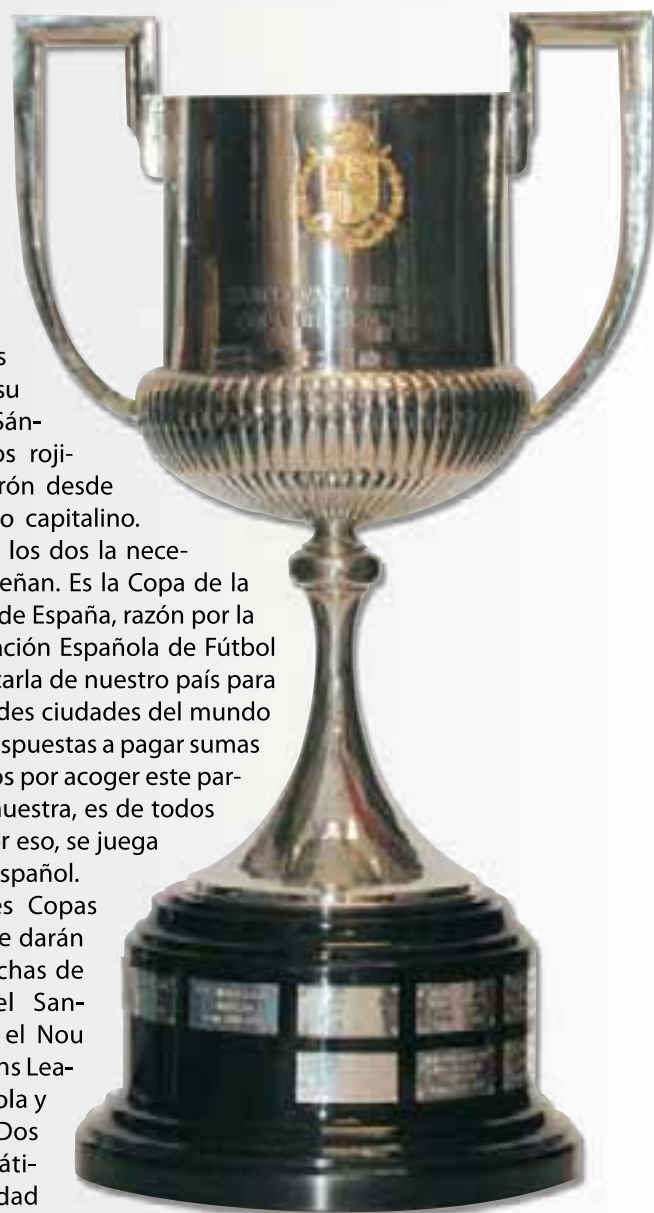 s
su
Sán-
os roji-
rón desde
o capitalino.
los dos la nece-
eñan. Es la Copa de la
de España, razón por la
ación Española de Fútbol
carla de nuestro país para
des ciudades del mundo
spuestas a pagar sumas
os por acoger este par-
nuestra, es de todos
r eso, se juega
spañol.
es Copas
e darán
chas de
el San-
el Nou
ns Lea-
ola y
Dos
áti-
dad